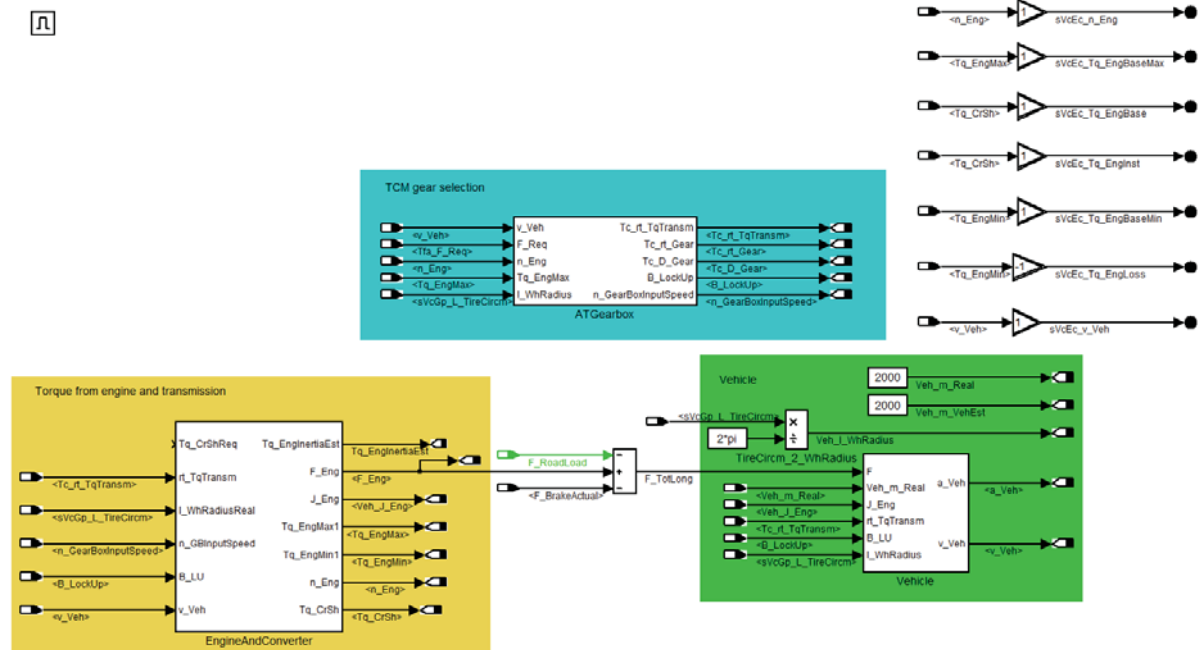 <n_Eng>
1
sVcEc_n_Eng
<Tq_EngMax>
1
sVcEc_Tq_EngBaseMax
<Tq_CrSh>
1
sVcEc_Tq_EngBase
<Tq_CrSh>
1
sVcEc_Tq_EngInst
<Tq_EngMin>
1
sVcEc_Tq_EngBaseMin
<Tq_EngMin>
-1
sVcEc_Tq_EngLoss
<v_Veh>
1
sVcEc_v_Veh
TCM gear selection
<v_Veh>
<Tfa_F_Req>
<n_Eng>
<Tq_EngMax>
<sVcGp_L_TireCircm>
v_Veh
F_Req
n_Eng
Tq_EngMax
l_WhRadius
Tc_rt_TqTransm
Tc_rt_Gear
Tc_D_Gear
B_LockUp
n_GearBoxInputSpeed
<Tc_rt_TqTransm>
<Tc_rt_Gear>
<Tc_D_Gear>
<B_LockUp>
<n_GearBoxInputSpeed>
ATGearbox
Torque from engine and transmission
<Tc_rt_TqTransm>
<sVcGp_L_TireCircm>
<n_GearBoxInputSpeed>
<B_LockUp>
<v_Veh>
Tq_CrShReq
rt_TqTransm
l_WhRadiusReal
n_GBInputSpeed
B_LU
v_Veh
Tq_EngInertiaEst
F_Eng
J_Eng
Tq_EngMax1
Tq_EngMin1
n_Eng
Tq_CrSh
Tq_EngInertiaEst
<F_Eng>
<Veh_J_Eng>
<Tq_EngMax>
<Tq_EngMin>
<n_Eng>
<Tq_CrSh>
EngineAndConverter
F_RoadLoad
<F_BrakeActual>
F_TotLong
Vehicle
2000
Veh_m_Real
2000
Veh_m_VehEst
<sVcGp_L_TireCircm>
2*pi
Veh_l_WhRadius
TireCircm_2_WhRadius
<Veh_m_Real>
<Veh_J_Eng>
<Tc_rt_TqTransm>
<B_LockUp>
<sVcGp_L_TireCircm>
F
Veh_m_Real
J_Eng
rt_TqTransm
B_LU
l_WhRadius
a_Veh
v_Veh
<a_Veh>
<v_Veh>
Vehicle